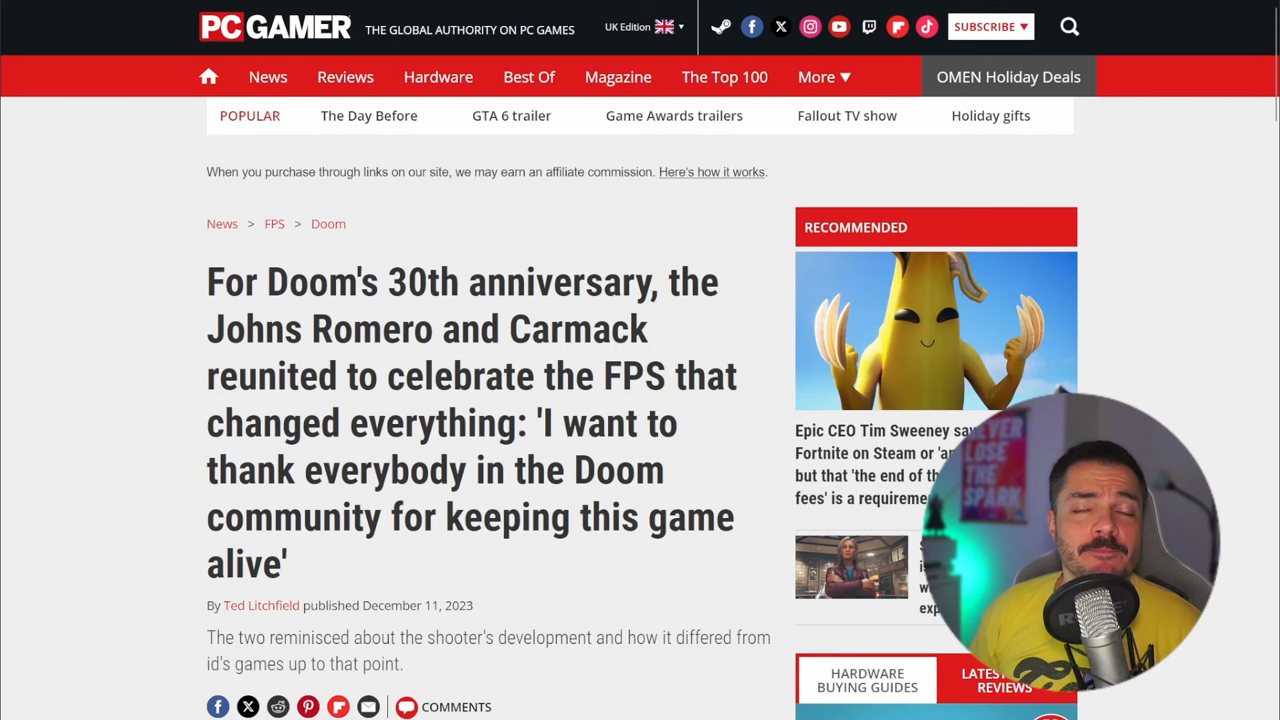 PC GAMER
THE GLOBAL AUTHORITY ON PC GAMES
UK Edition
SUBSCRIBE
News
Reviews
Hardware
Best Of
Magazine
The Top 100
More
OMEN Holiday Deals
POPULAR
The Day Before
GTA 6 trailer
Game Awards trailers
Fallout TV show
Holiday gifts
When you purchase through links on our site, we may earn an affiliate commission. Here's how it works.
News > FPS > Doom
For Doom's 30th anniversary, the
Johns Romero and Carmack
reunited to celebrate the FPS that
changed everything: 'I want to
thank everybody in the Doom
community for keeping this game
alive'
By Ted Litchfield published December 11, 2023
The two reminisced about the shooter's development and how it differed from
id's games up to that point.
COMMENTS
RECOMMENDED
Epic CEO Tim Sweeney
Fortnite on Steam or
but that 'the end of
fees' is a
NEVER
LOSE
THE
SPARK
HARDWARE
BUYING GUIDES
REVIEWS